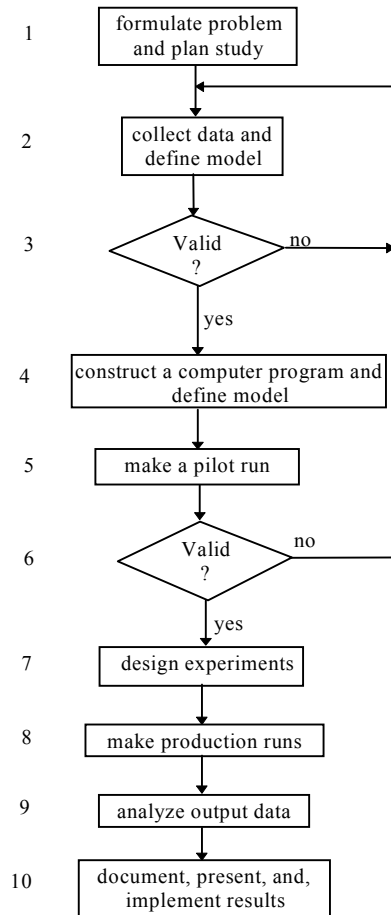 1
formulate problem
and plan study
2
collect data and
define model
3
Valid
?
no
yes
4
construct a computer program and
define model
5
make a pilot run
6
Valid
?
no
yes
7
design experiments
8
make production runs
9
analyze output data
10
document, present, and,
implement results